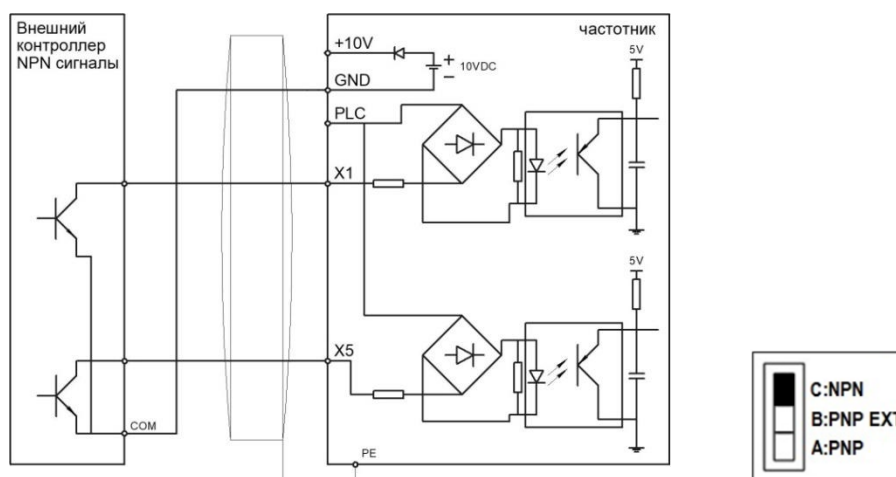 Внешний
контроллер
NPN сигналы
частотник
+10V
+
10VDC
−
GND
PLC
5V
X1
5V
X5
COM
PE
C:NPN
B:PNP EXT
A:PNP